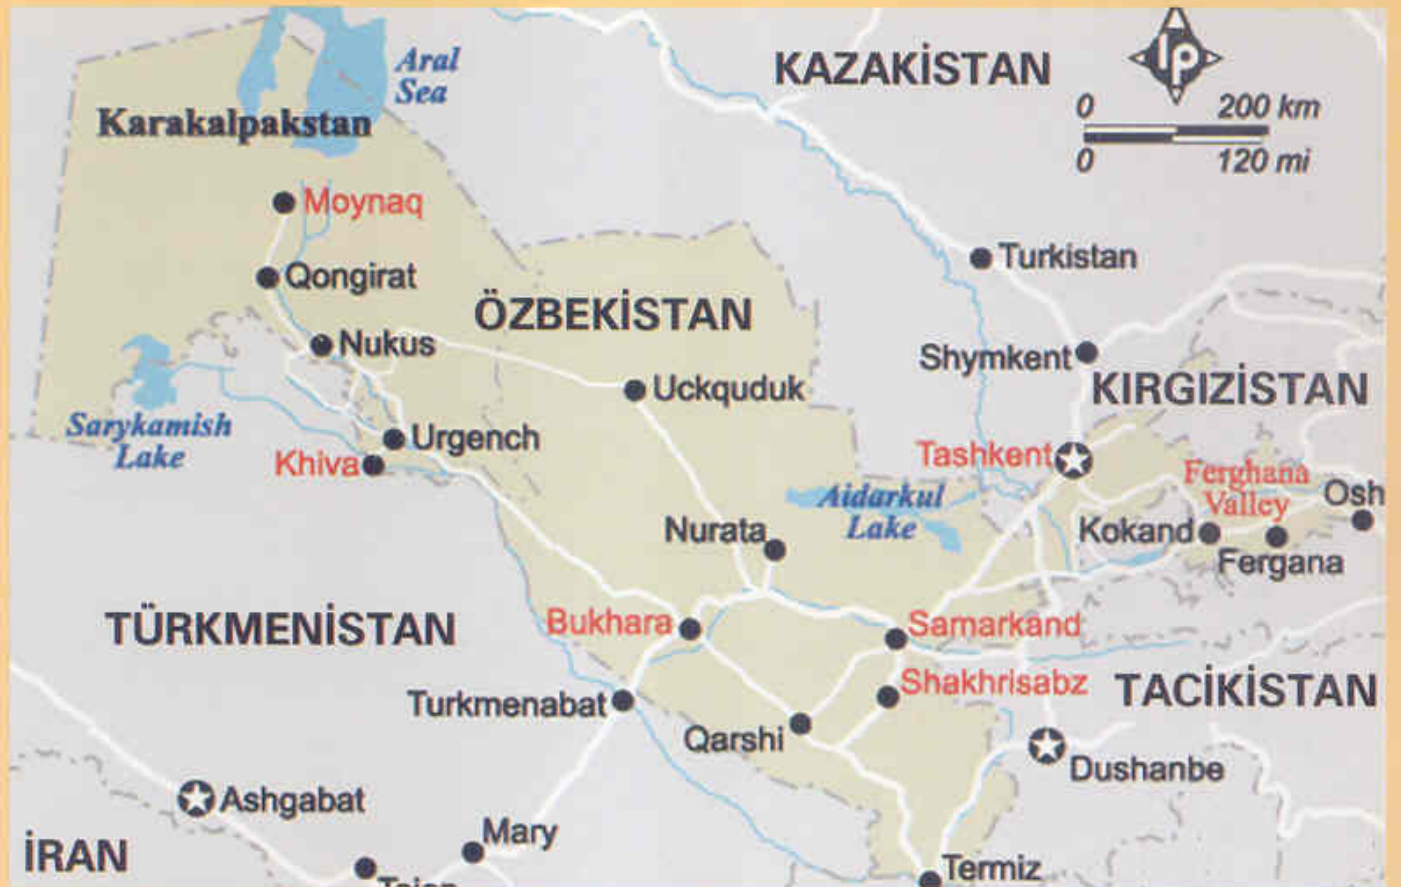 Aral
Sea
KAZAKİSTAN
lp
0 200 km
0 120 mi
Karakalpakstan
Moynaq
Qongirat
Turkistan
ÖZBEKİSTAN
Nukus
Shymkent
Uckquduk
KIRGIZİSTAN
Sarykamish
Lake
Urgench
Khiva
Tashkent
Ferghana
Valley
Osh
Aidarkul
Lake
Nurata
Kokand
Fergana
TÜRKMENİSTAN
Bukhara
Samarkand
Shakhrisabz
TACİKİSTAN
Turkmenabat
Qarshi
Dushanbe
Ashgabat
Mary
İRAN
Termiz